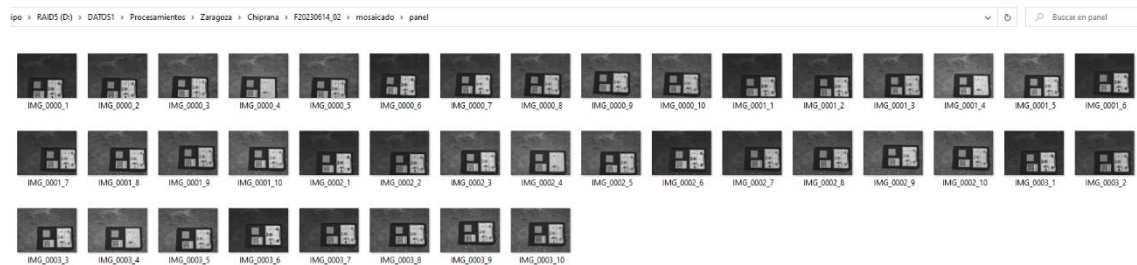 ipo > RAID5 (D:) > DATOS1 > Procesamientos > Zaragoza > Chiprana > F20230614_02 > mosaicado > panel
Buscar en panel
IMG_0000_1 IMG_0000_2 IMG_0000_3 IMG_0000_4 IMG_0000_5 IMG_0000_6 IMG_0000_7 IMG_0000_8 IMG_0000_9 IMG_0000_10 IMG_0001_1 IMG_0001_2 IMG_0001_3 IMG_0001_4 IMG_0001_5 IMG_0001_6
IMG_0001_7 IMG_0001_8 IMG_0001_9 IMG_0001_10 IMG_0002_1 IMG_0002_2 IMG_0002_3 IMG_0002_4 IMG_0002_5 IMG_0002_6 IMG_0002_7 IMG_0002_8 IMG_0002_9 IMG_0002_10 IMG_0003_1 IMG_0003_2
IMG_0003_3 IMG_0003_4 IMG_0003_5 IMG_0003_6 IMG_0003_7 IMG_0003_8 IMG_0003_9 IMG_0003_10